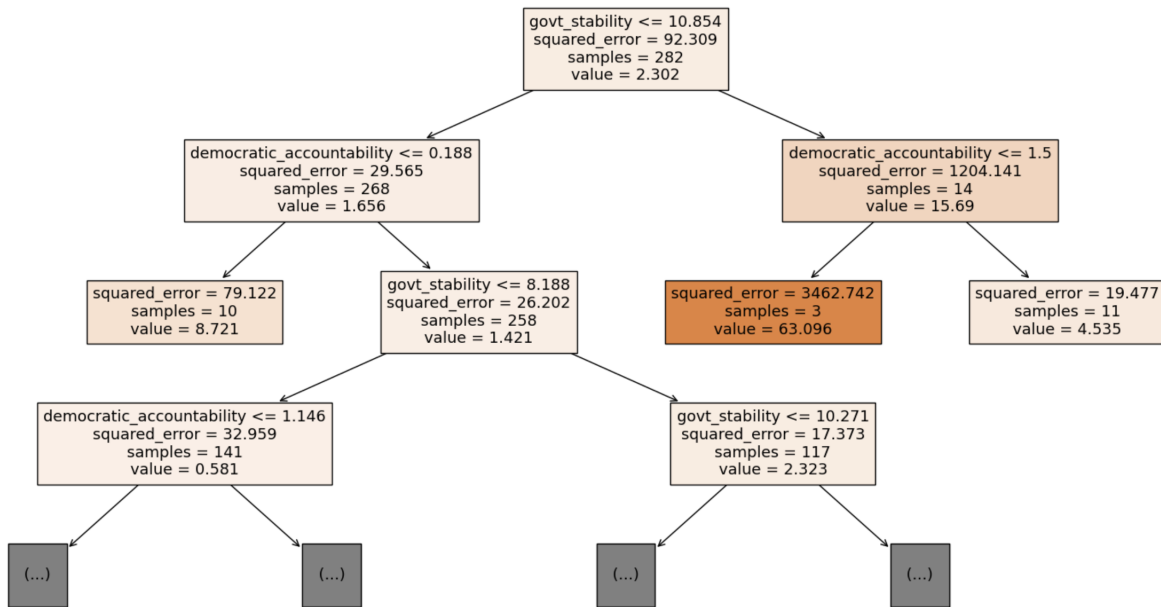 govt_stability <= 10.854
squared_error = 92.309
samples = 282
value = 2.302
democratic_accountability <= 0.188
squared_error = 29.565
samples = 268
value = 1.656
democratic_accountability <= 1.5
squared_error = 1204.141
samples = 14
value = 15.69
squared_error = 79.122
samples = 10
value = 8.721
govt_stability <= 8.188
squared_error = 26.202
samples = 258
value = 1.421
squared_error = 3462.742
samples = 3
value = 63.096
squared_error = 19.477
samples = 11
value = 4.535
democratic_accountability <= 1.146
squared_error = 32.959
samples = 141
value = 0.581
govt_stability <= 10.271
squared_error = 17.373
samples = 117
value = 2.323
(...)
(...)
(...)
(...)